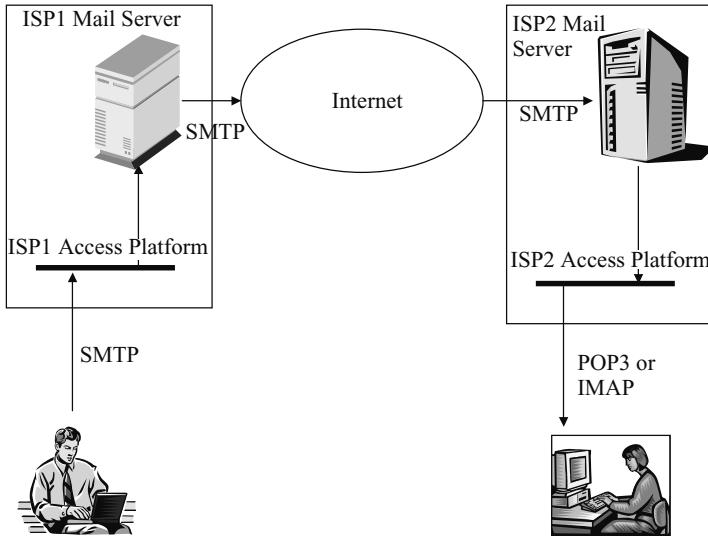 ISP1 Mail Server
ISP2 Mail
Server
Internet
SMTP
SMTP
ISP1 Access Platform
ISP2 Access Platform
SMTP
POP3 or
IMAP